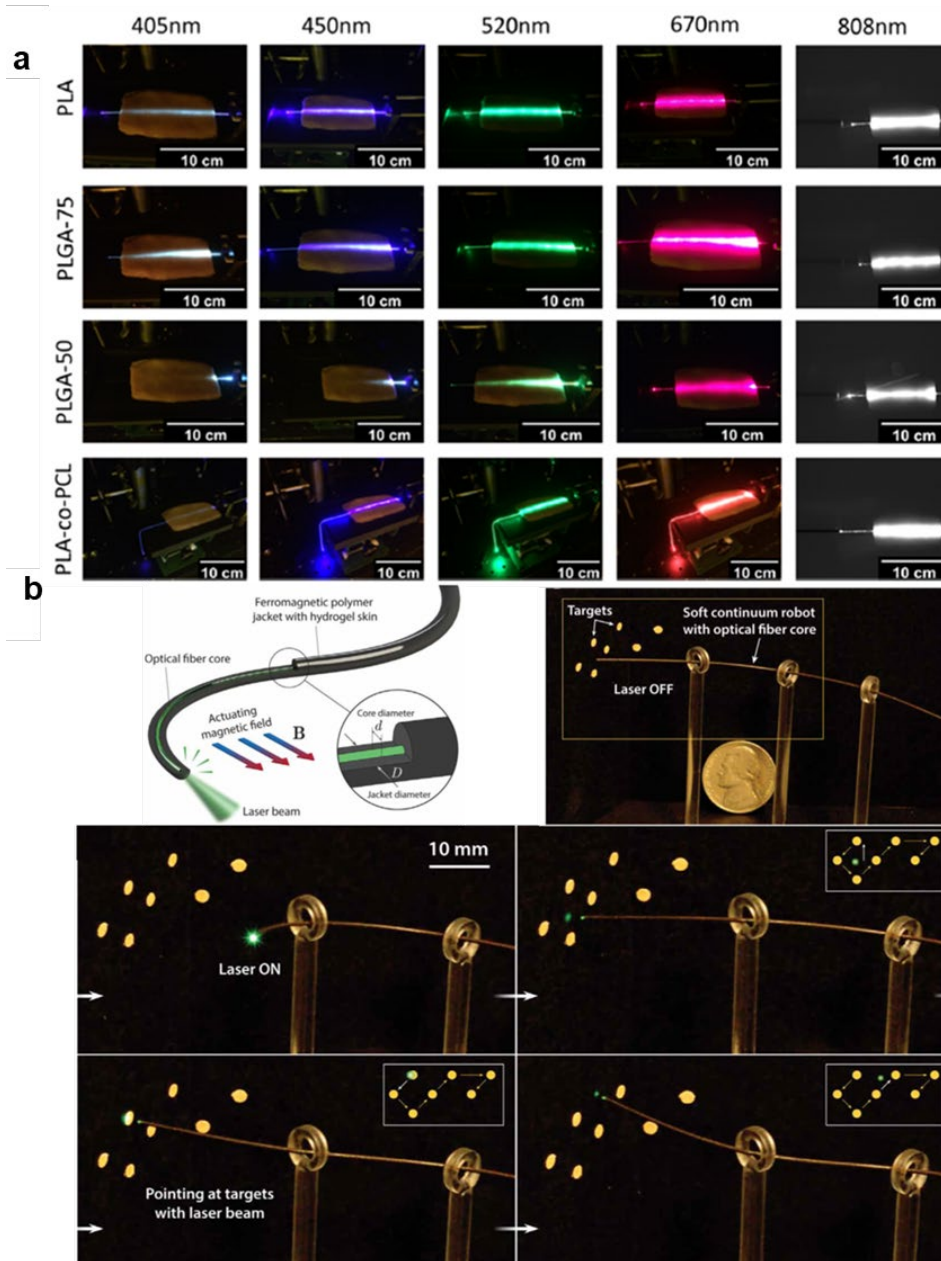 405nm 450nm 520nm 670nm 808nm
a
PLA
10 cm 10 cm 10 cm 10 cm 10 cm
PLGA-75
10 cm 10 cm 10 cm 10 cm 10 cm
PLGA-50
10 cm 10 cm 10 cm 10 cm 10 cm
PLA-co-PCL
10 cm 10 cm 10 cm 10 cm 10 cm
b
Ferromagnetic polymer
jacket with hydrogel skin
Optical fiber core
Actuating
magnetic field
B
Core diameter
d
D
Jacket diameter
Laser beam
Targets
Soft continuum robot
with optical fiber core
Laser OFF
10 mm
Laser ON
Pointing at targets
with laser beam